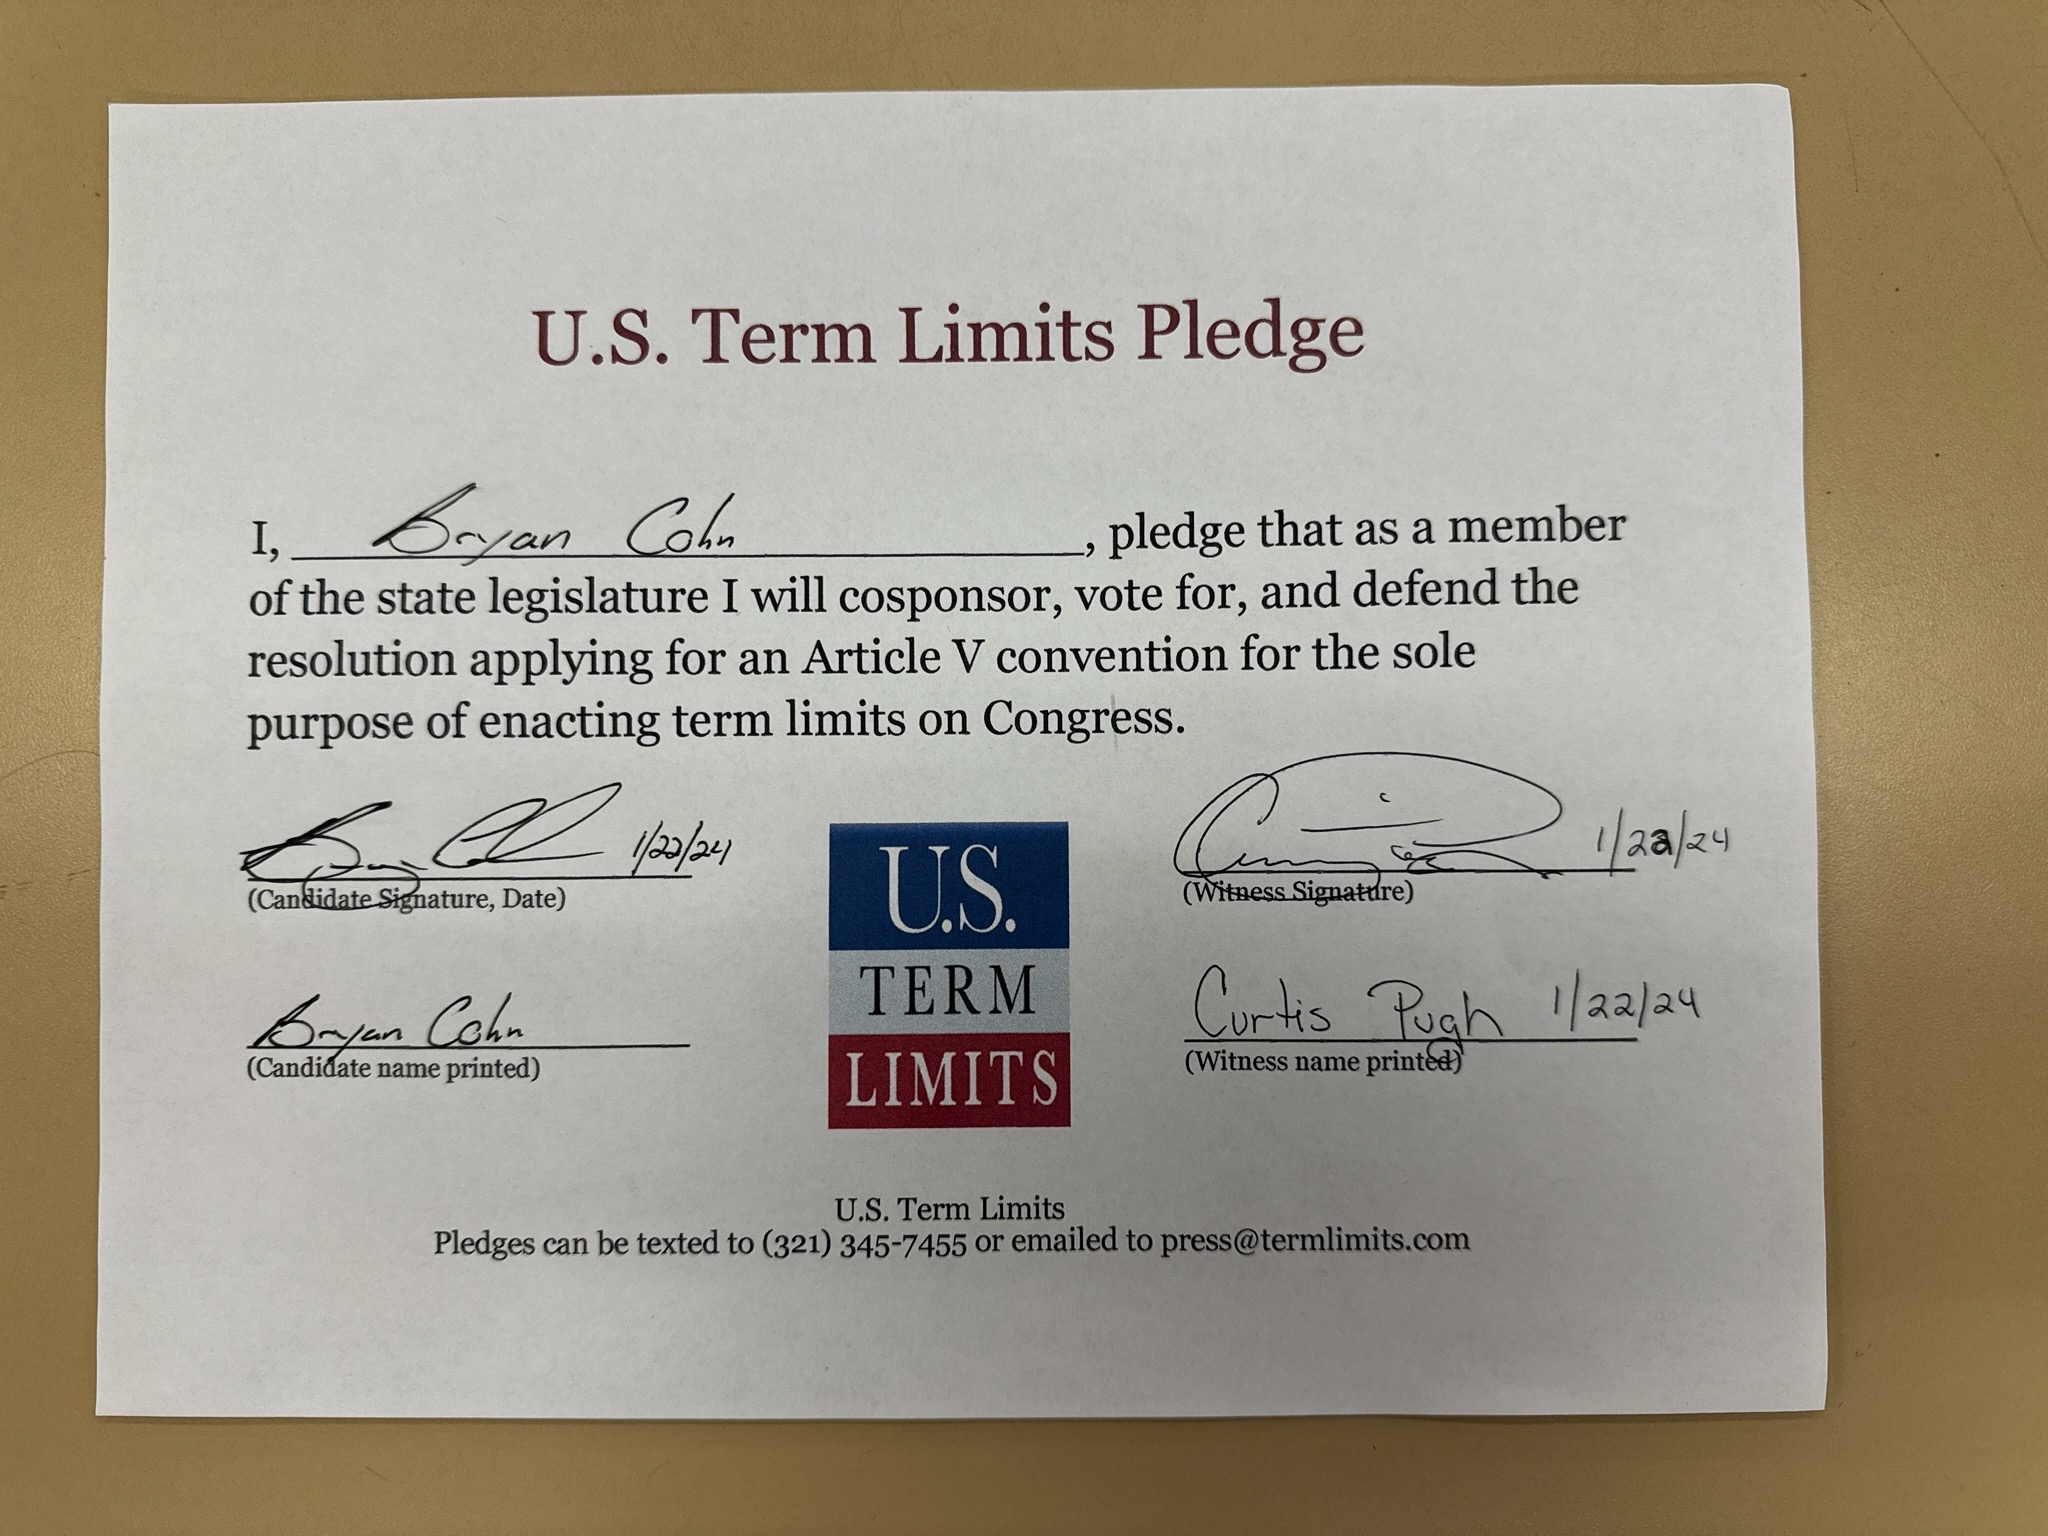 U.S. Term Limits Pledge
I, Bryan Cohn, pledge that as a member
of the state legislature I will cosponsor, vote for, and defend the
resolution applying for an Article V convention for the sole
purpose of enacting term limits on Congress.
1/22/24
(Candidate Signature, Date)
1/22/24
(Witness Signature)
Bryan Cohn
(Candidate name printed)
U.S.
TERM
LIMITS
Curtis Pugh 1/22/24
(Witness name printed)
U.S. Term Limits
Pledges can be texted to (321) 345-7455 or emailed to press@termlimits.com